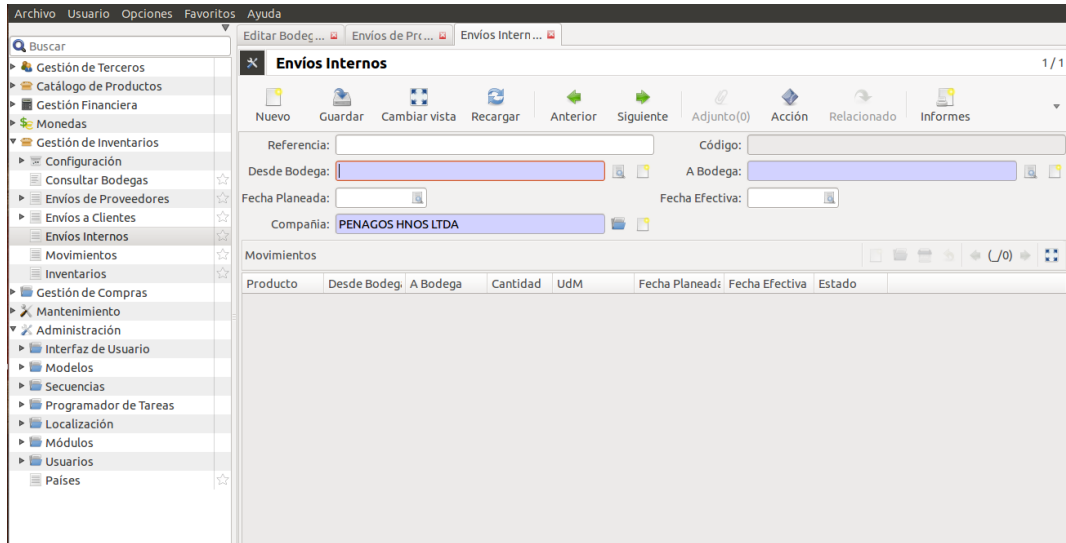 Archivo Usuario Opciones Favoritos Ayuda
Buscar
Gestión de Terceros
Catálogo de Productos
Gestión Financiera
Monedas
Gestión de Inventarios
Configuración
Consultar Bodegas
Envíos de Proveedores
Envíos a Clientes
Envíos Internos
Movimientos
Inventarios
Gestión de Compras
Mantenimiento
Administración
Interfaz de Usuario
Modelos
Secuencias
Programador de Tareas
Localización
Módulos
Usuarios
Países
Editar Bodeg... Envíos de Prc... Envíos Intern...
Envíos Internos 1/1
Nuevo Guardar Cambiar vista Recargar Anterior Siguiente Adjunto(0) Acción Relacionado Informes
Referencia: Código:
Desde Bodega: A Bodega:
Fecha Planeada: Fecha Efectiva:
Compañia: PENAGOS HNOS LTDA
Movimientos (_/0)
Producto Desde Bodega A Bodega Cantidad UdM Fecha Planeada Fecha Efectiva Estado